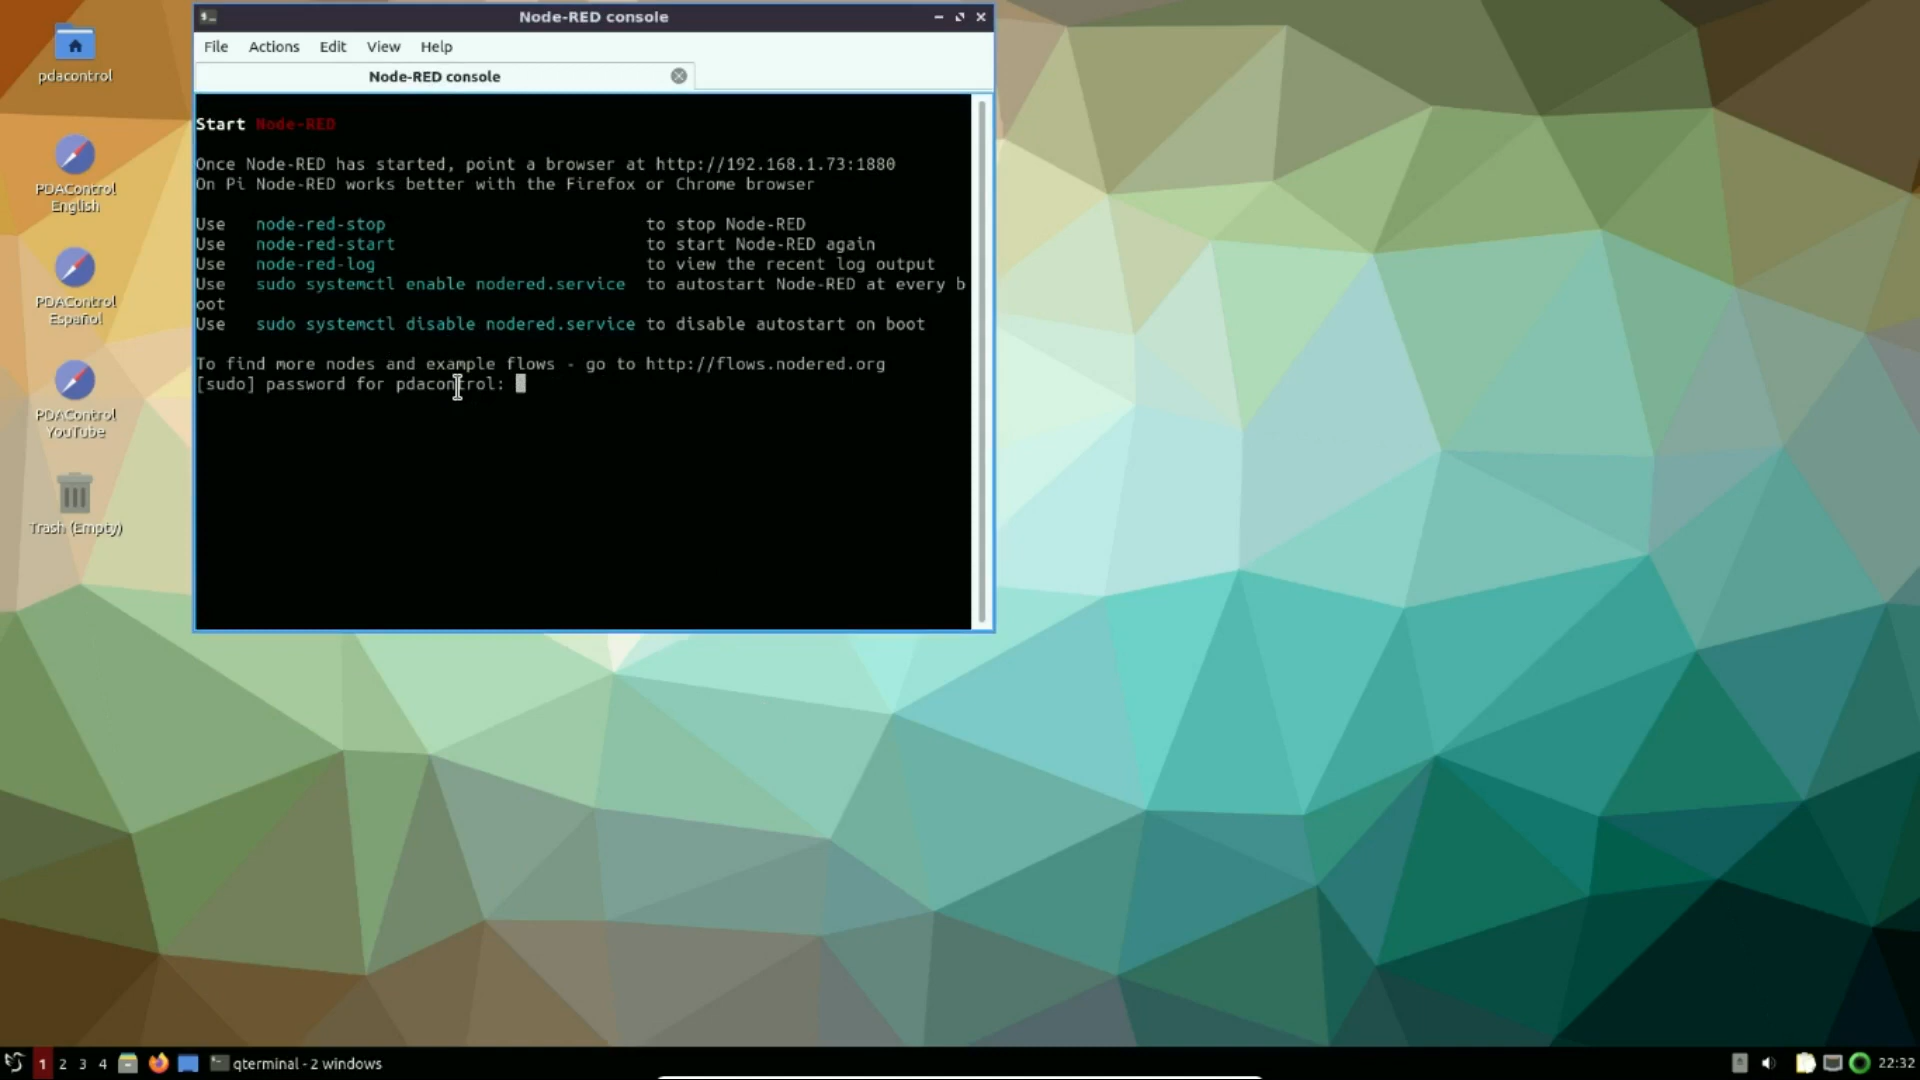 Node-RED console
File Actions Edit View Help
Node-RED console
Start Node-RED
Once Node-RED has started, point a browser at http://192.168.1.73:1880
On Pi Node-RED works better with the Firefox or Chrome browser
Use node-red-stop to stop Node-RED
Use node-red-start to start Node-RED again
Use node-red-log to view the recent log output
Use sudo systemctl enable nodered.service to autostart Node-RED at every b
oot
Use sudo systemctl disable nodered.service to disable autostart on boot
To find more nodes and example flows - go to http://flows.nodered.org
[sudo] password for pdacontrol:
pdacontrol
PDAControl
English
PDAControl
Español
PDAControl
YouTube
Trash (Empty)
1 2 3 4 qterminal - 2 windows 22:32